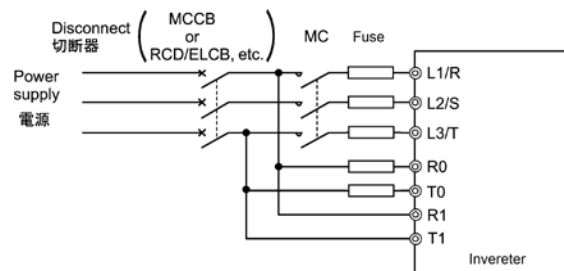 Disconnect
切断器
MCCB
or
RCD/ELCB, etc.
MC
Fuse
Power
supply
電源
L1/R
L2/S
L3/T
R0
T0
R1
T1
Invereter